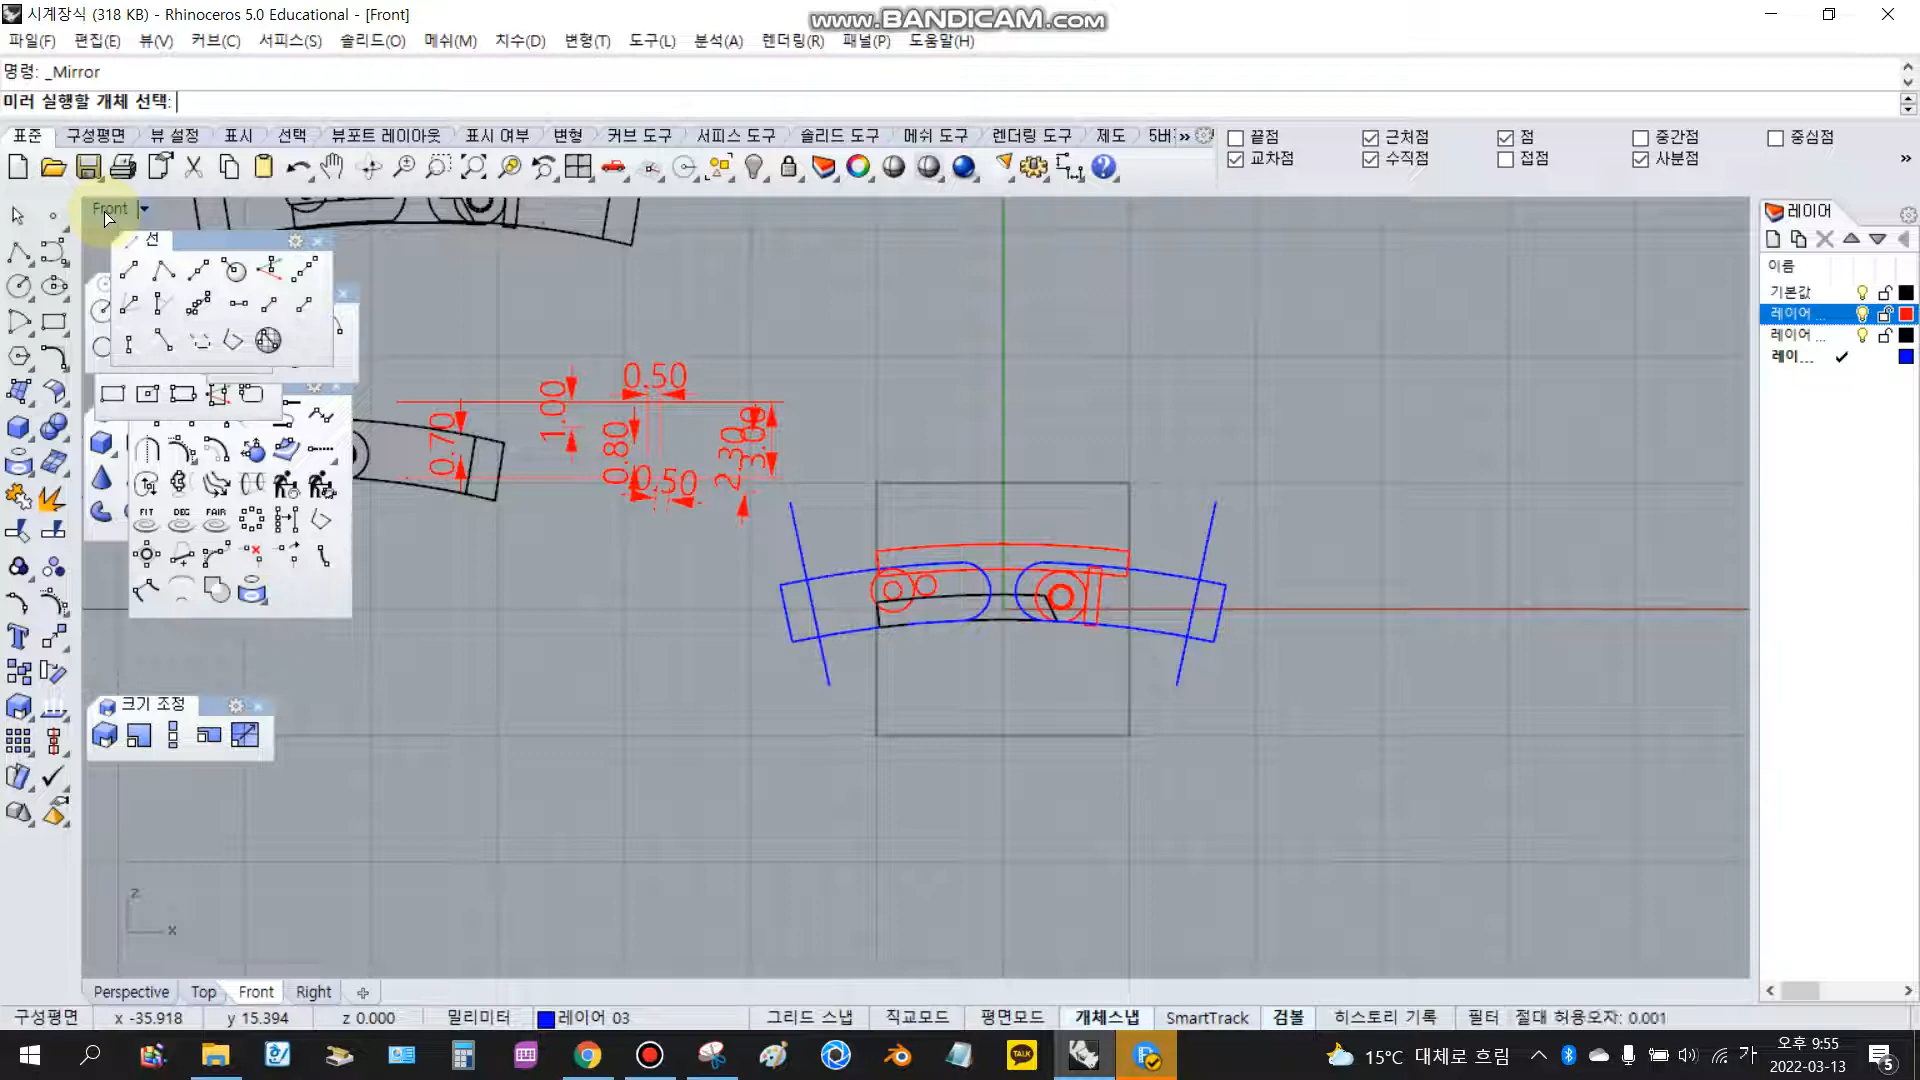 시계장식 (318 KB) - Rhinoceros 5.0 Educational - [Front]
www.BANDICAM.com
파일(F) 편집(E) 뷰(V) 커브(C) 서피스(S) 솔리드(O) 메쉬(M) 치수(D) 변형(T) 도구(L) 분석(A) 렌더링(R) 패널(P) 도움말(H)
명령: _Mirror
미러 실행할 개체 선택:
표준 구성평면 뷰 설정 표시 선택 뷰포트 레이아웃 표시 여부 변형 커브 도구 서피스 도구 솔리드 도구 메쉬 도구 렌더링 도구 제도 5버 »
끝점 근처점 점 중간점 중심점
교차점 수직점 접점 사분점 »
Front
레이어
선
이름
기본값
레이어 ...
레이어 ...
레이...
0.50
1.00
0.70
0.80
2.30
3.00
0.50
FIT DEG FAIR
크기 조정
z
x
Perspective Top Front Right
구성평면 x -35.918 y 15.394 z 0.000 밀리미터 레이어 03 그리드 스냅 직교모드 평면모드 개체스냅 SmartTrack 검볼 히스토리 기록 필터 절대 허용오차: 0.001
TALK
15°C 대체로 흐림 가 오후 9:55
2022-03-13
5